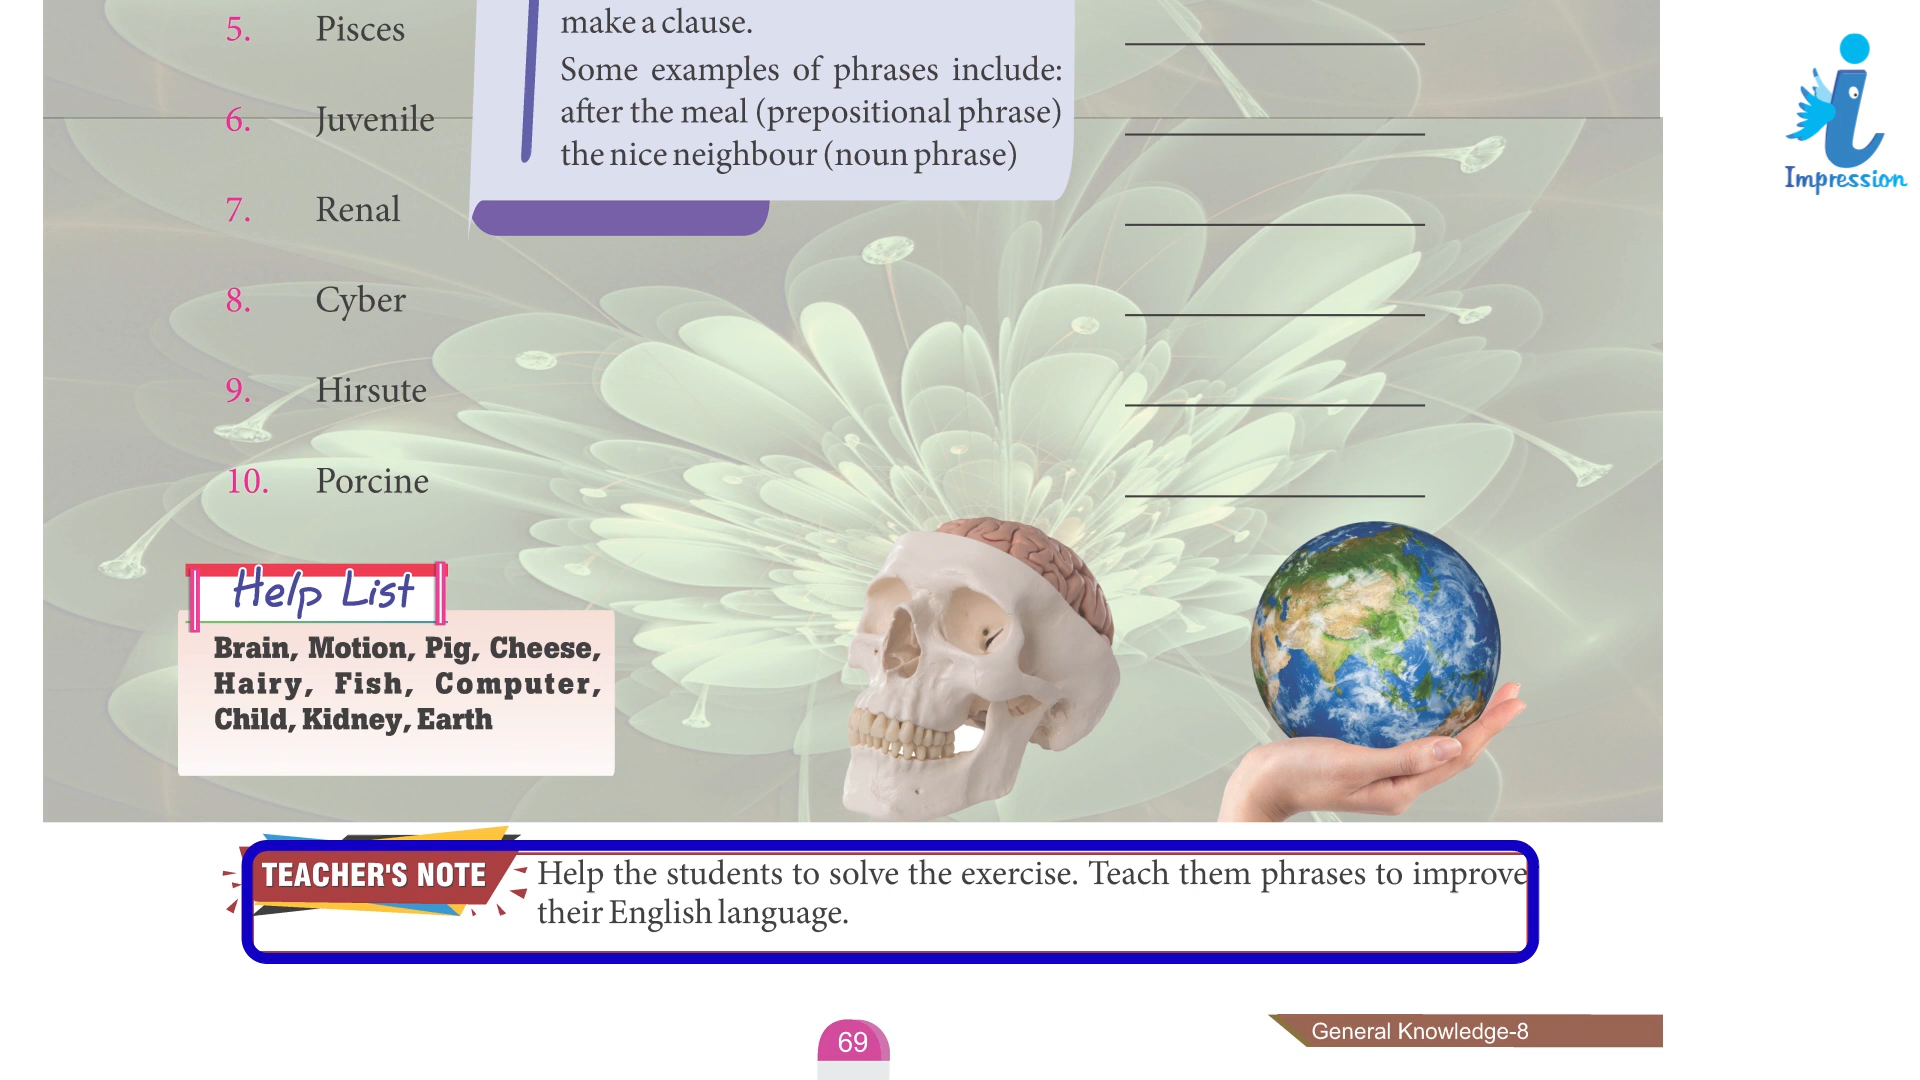 make a clause.
Some examples of phrases include:
after the meal (prepositional phrase)
the nice neighbour (noun phrase)
5. Pisces
6. Juvenile
7. Renal
8. Cyber
9. Hirsute
10. Porcine
Help List
Brain, Motion, Pig, Cheese,
Hairy, Fish, Computer,
Child, Kidney, Earth
TEACHER'S NOTE
Help the students to solve the exercise. Teach them phrases to improve
their English language.
69
General Knowledge-8
Impression